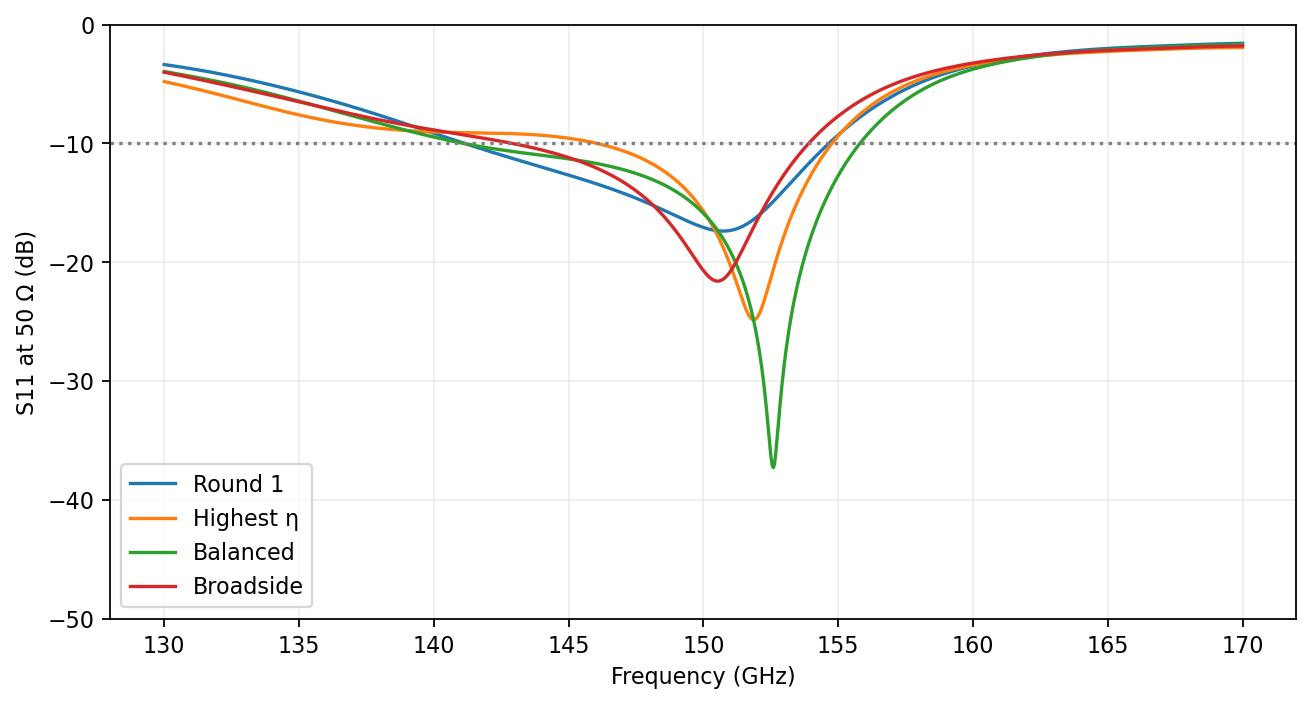 0
−10
−20
−30
−40
−50
S11 at 50 Ω (dB)
Round 1
Highest η
Balanced
Broadside
130 135 140 145 150 155 160 165 170
Frequency (GHz)